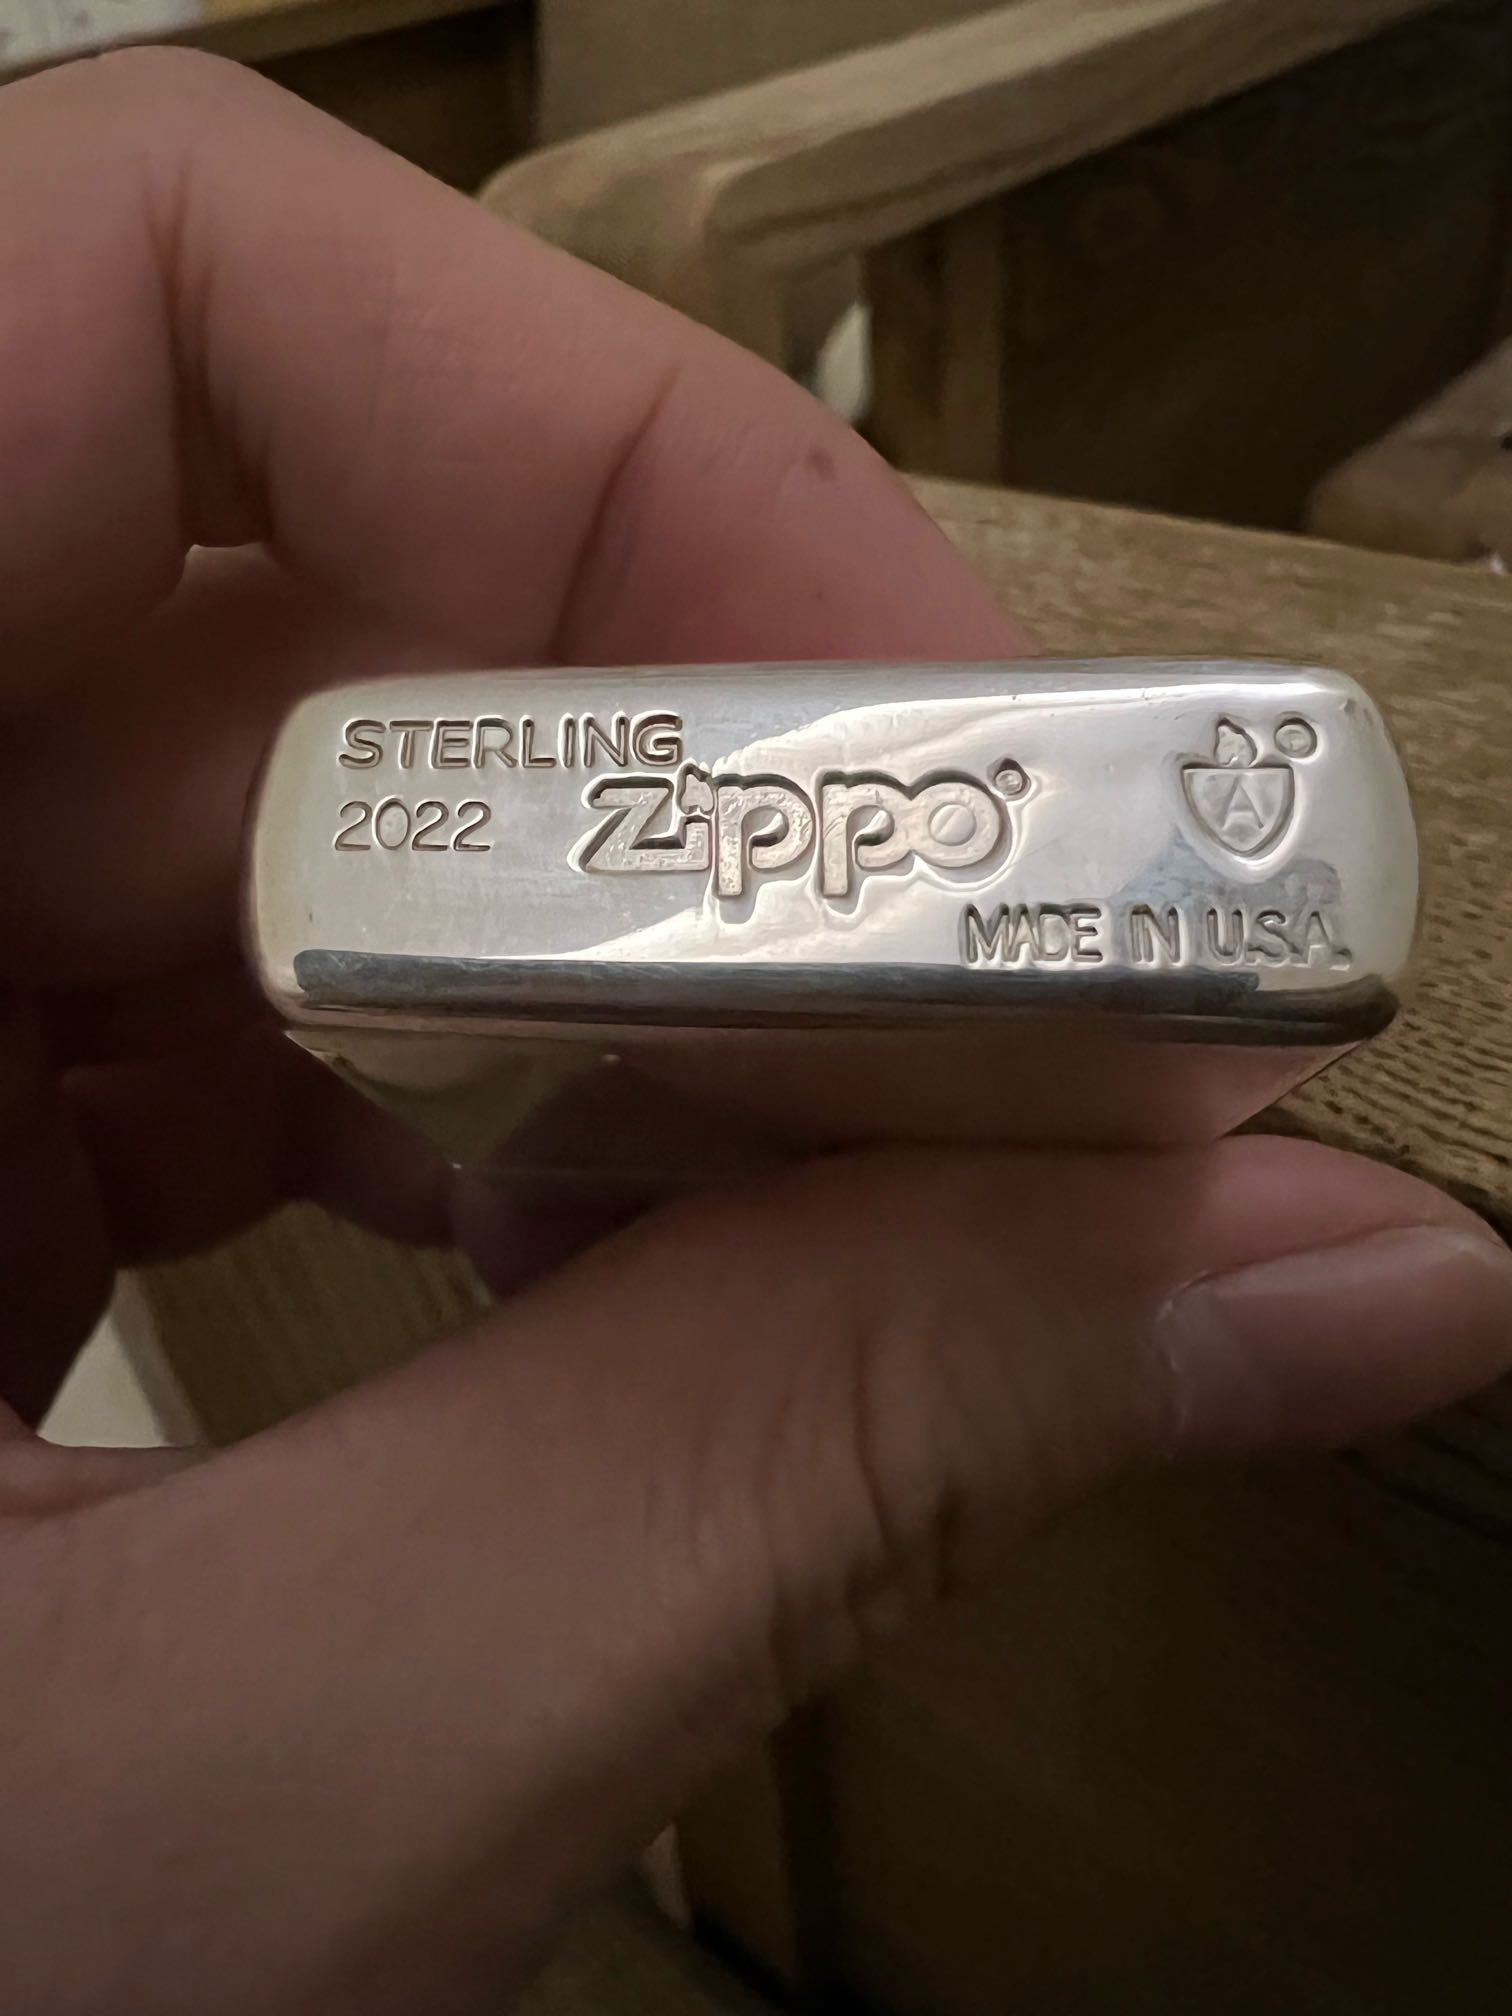 STERLING
2022
Zippo
A
MADE IN U.S.A.